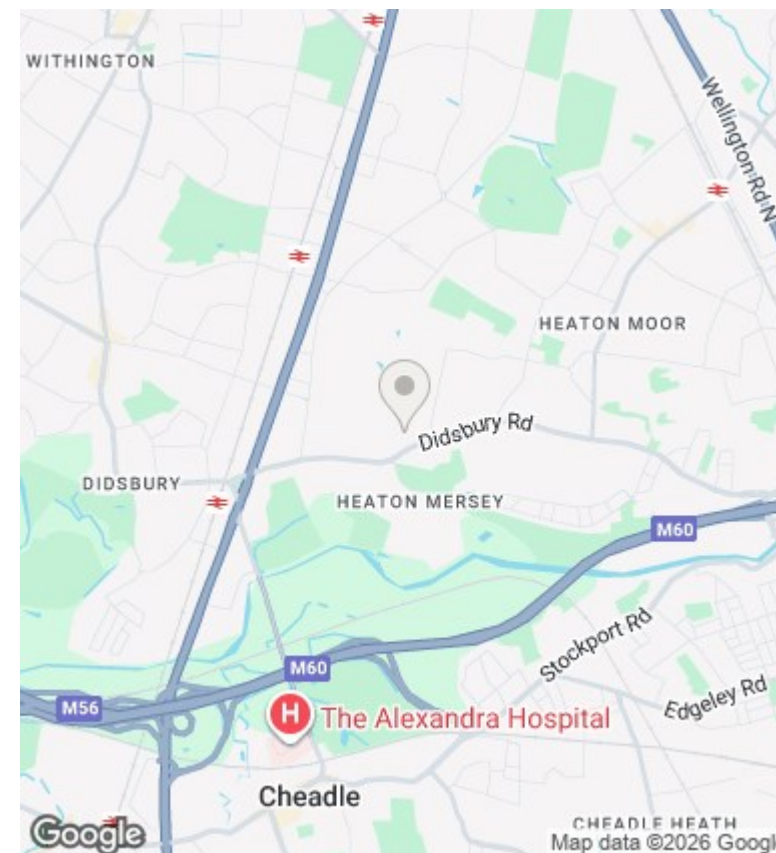 WITHINGTON
Wellington Rd N
HEATON MOOR
Didsbury Rd
DIDSBURY
HEATON MERSEY
M60
Stockport Rd
M60
Edgeley Rd
M56
H
The Alexandra Hospital
Cheadle
CHEADLE HEATH
Google
Map data ©2026 Googl